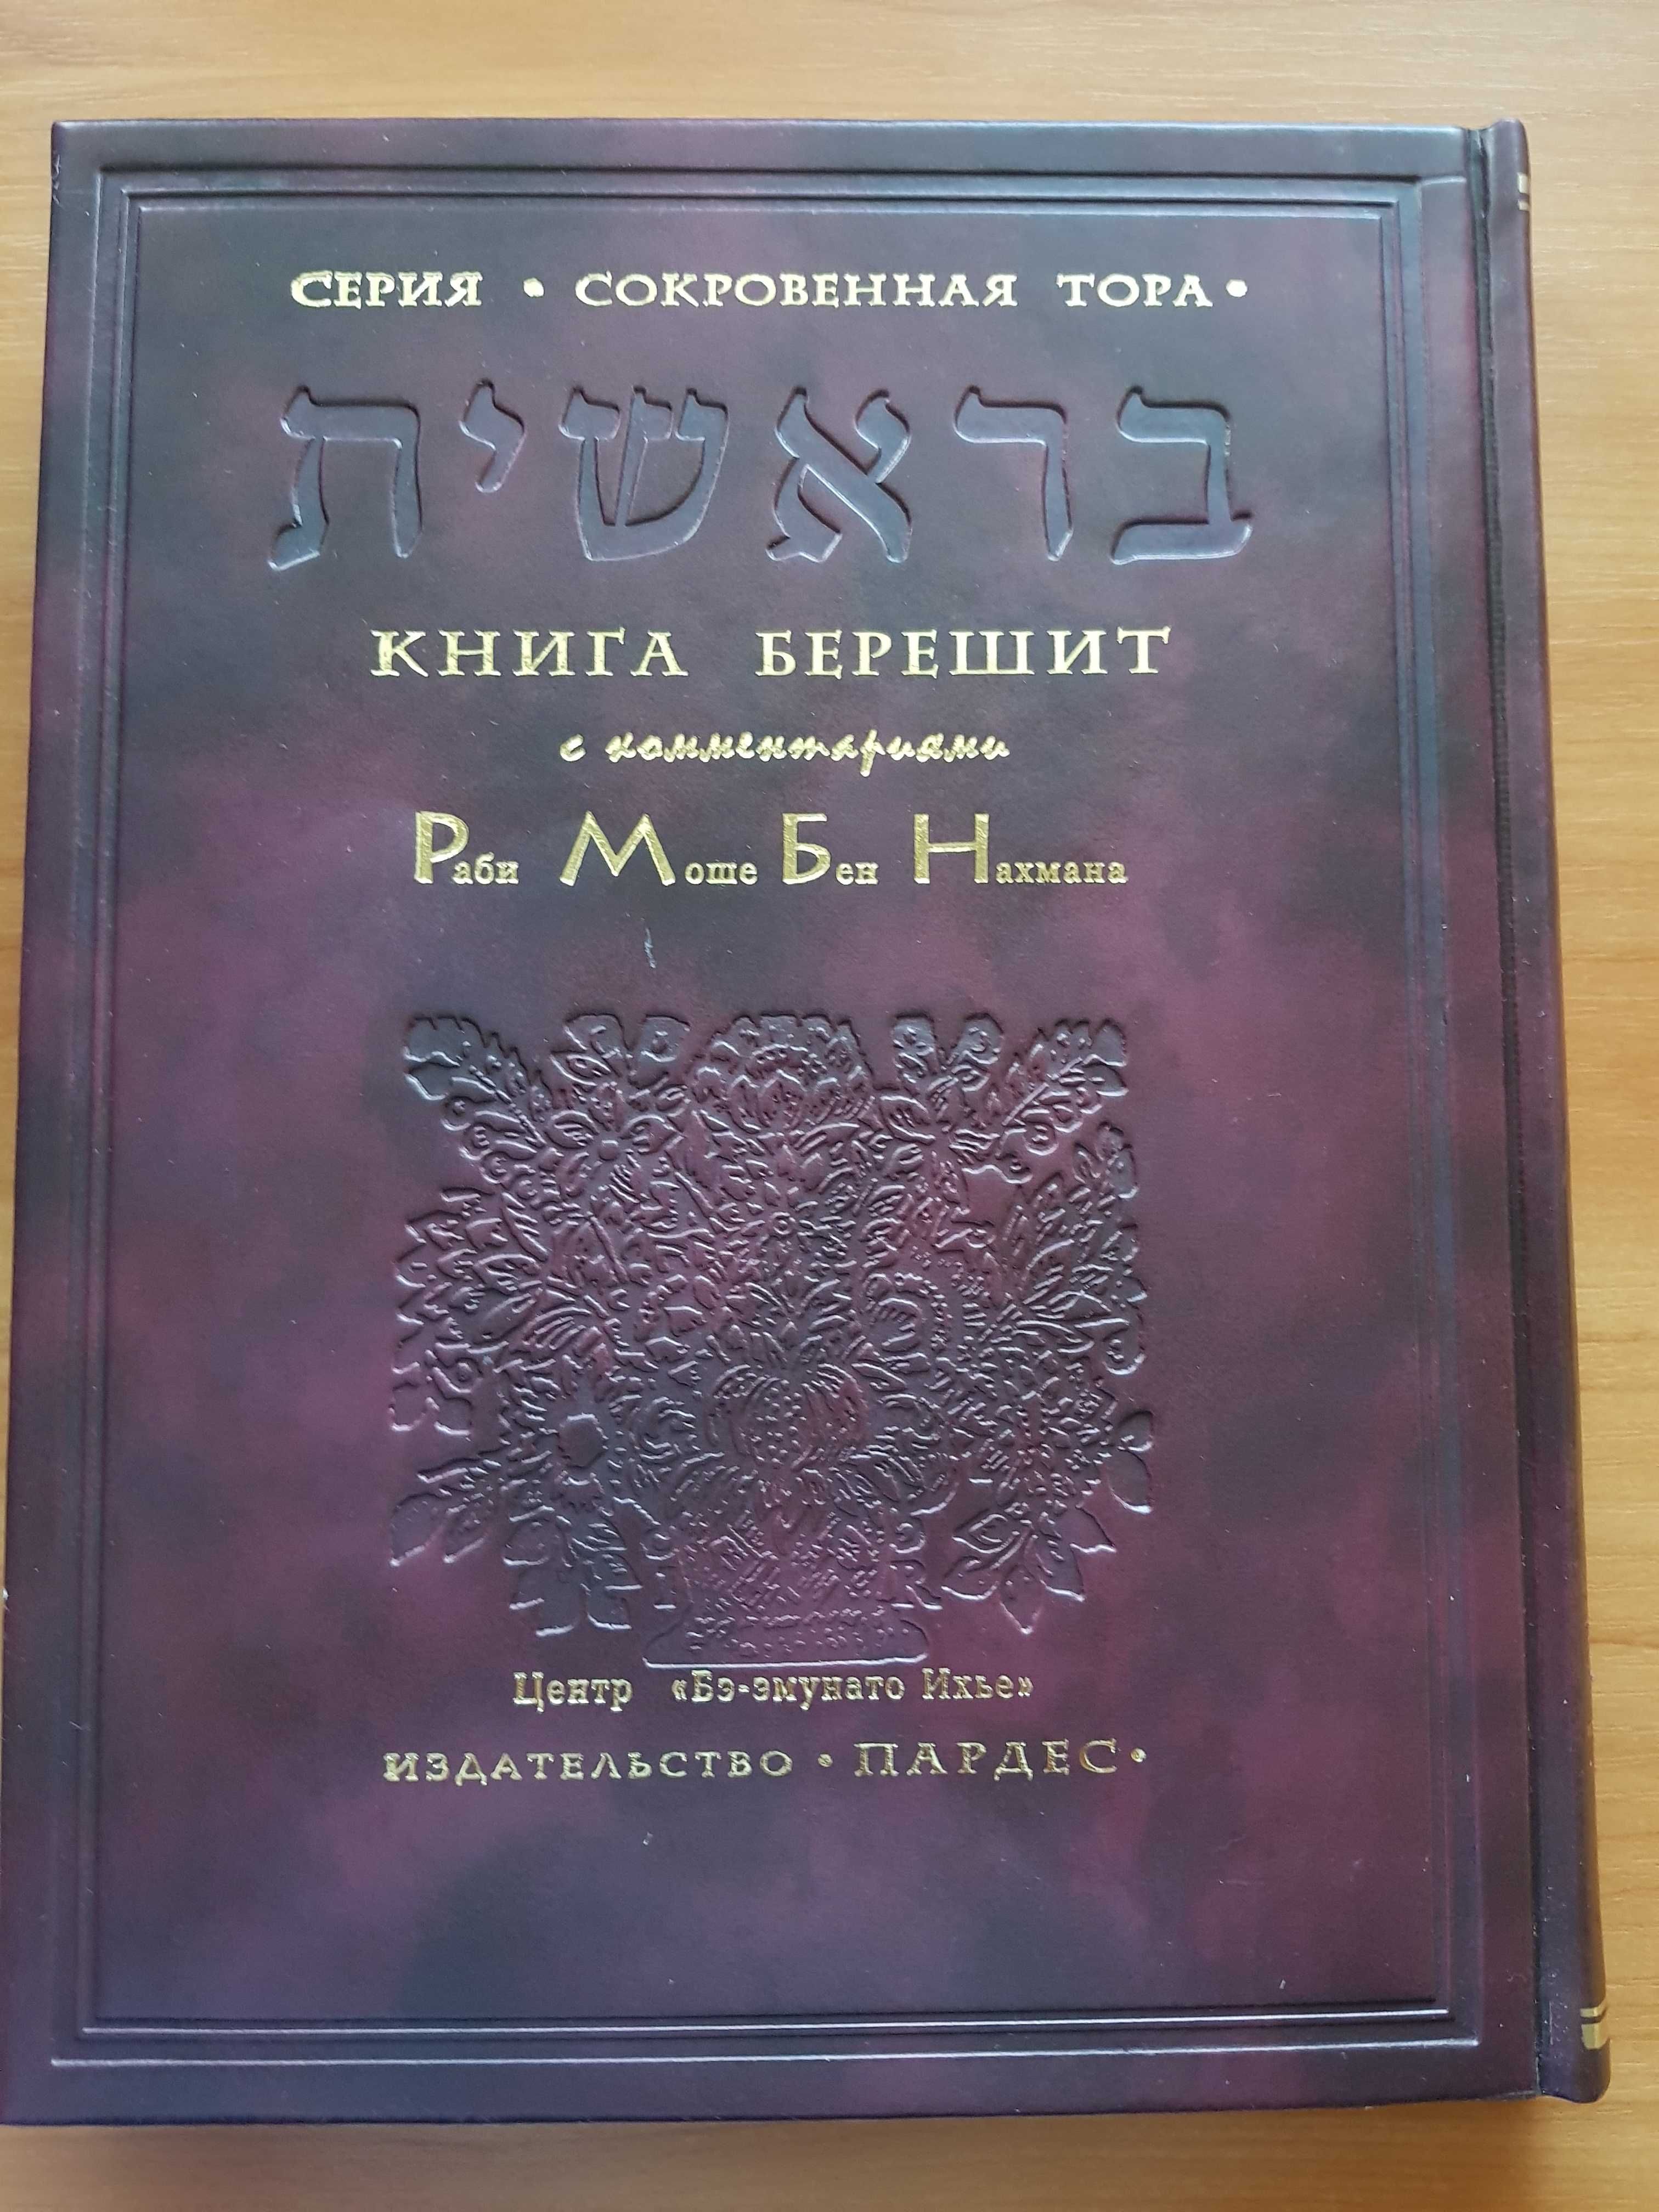 СЕРИЯ • СОКРОВЕННАЯ ТОРА •
בראשית
КНИГА БЕРЕШИТ
с комментариями
Раби Моше Бен Нахмана
Центр «Бэ-эмунато Ихье»
ИЗДАТЕЛЬСТВО • ПАРДЕС •